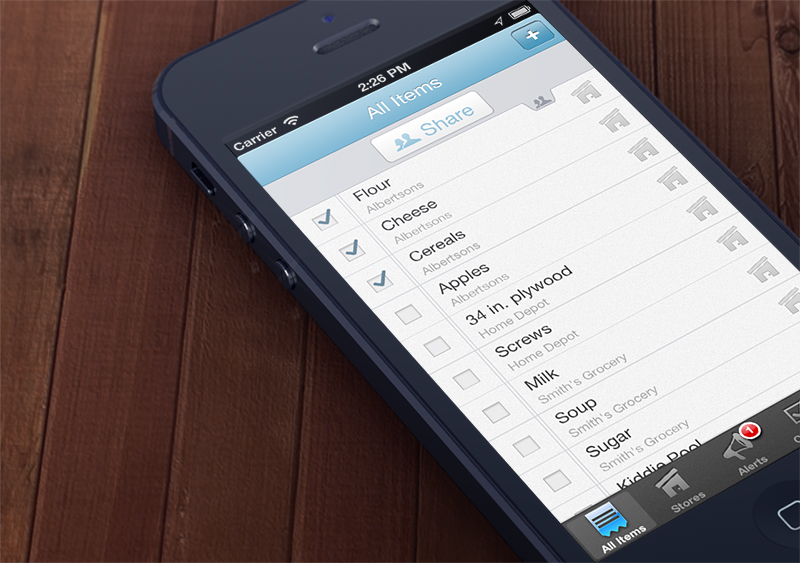 Carrier 2:26 PM
All Items
+
Share
Flour
Albertsons
Cheese
Albertsons
Cereals
Albertsons
Apples
Albertsons
34 in. plywood
Home Depot
Screws
Home Depot
Milk
Smith's Grocery
Soup
Smith's Grocery
Sugar
Smith's Grocery
Kiddie Pool
1
All Items
Stores
Alerts